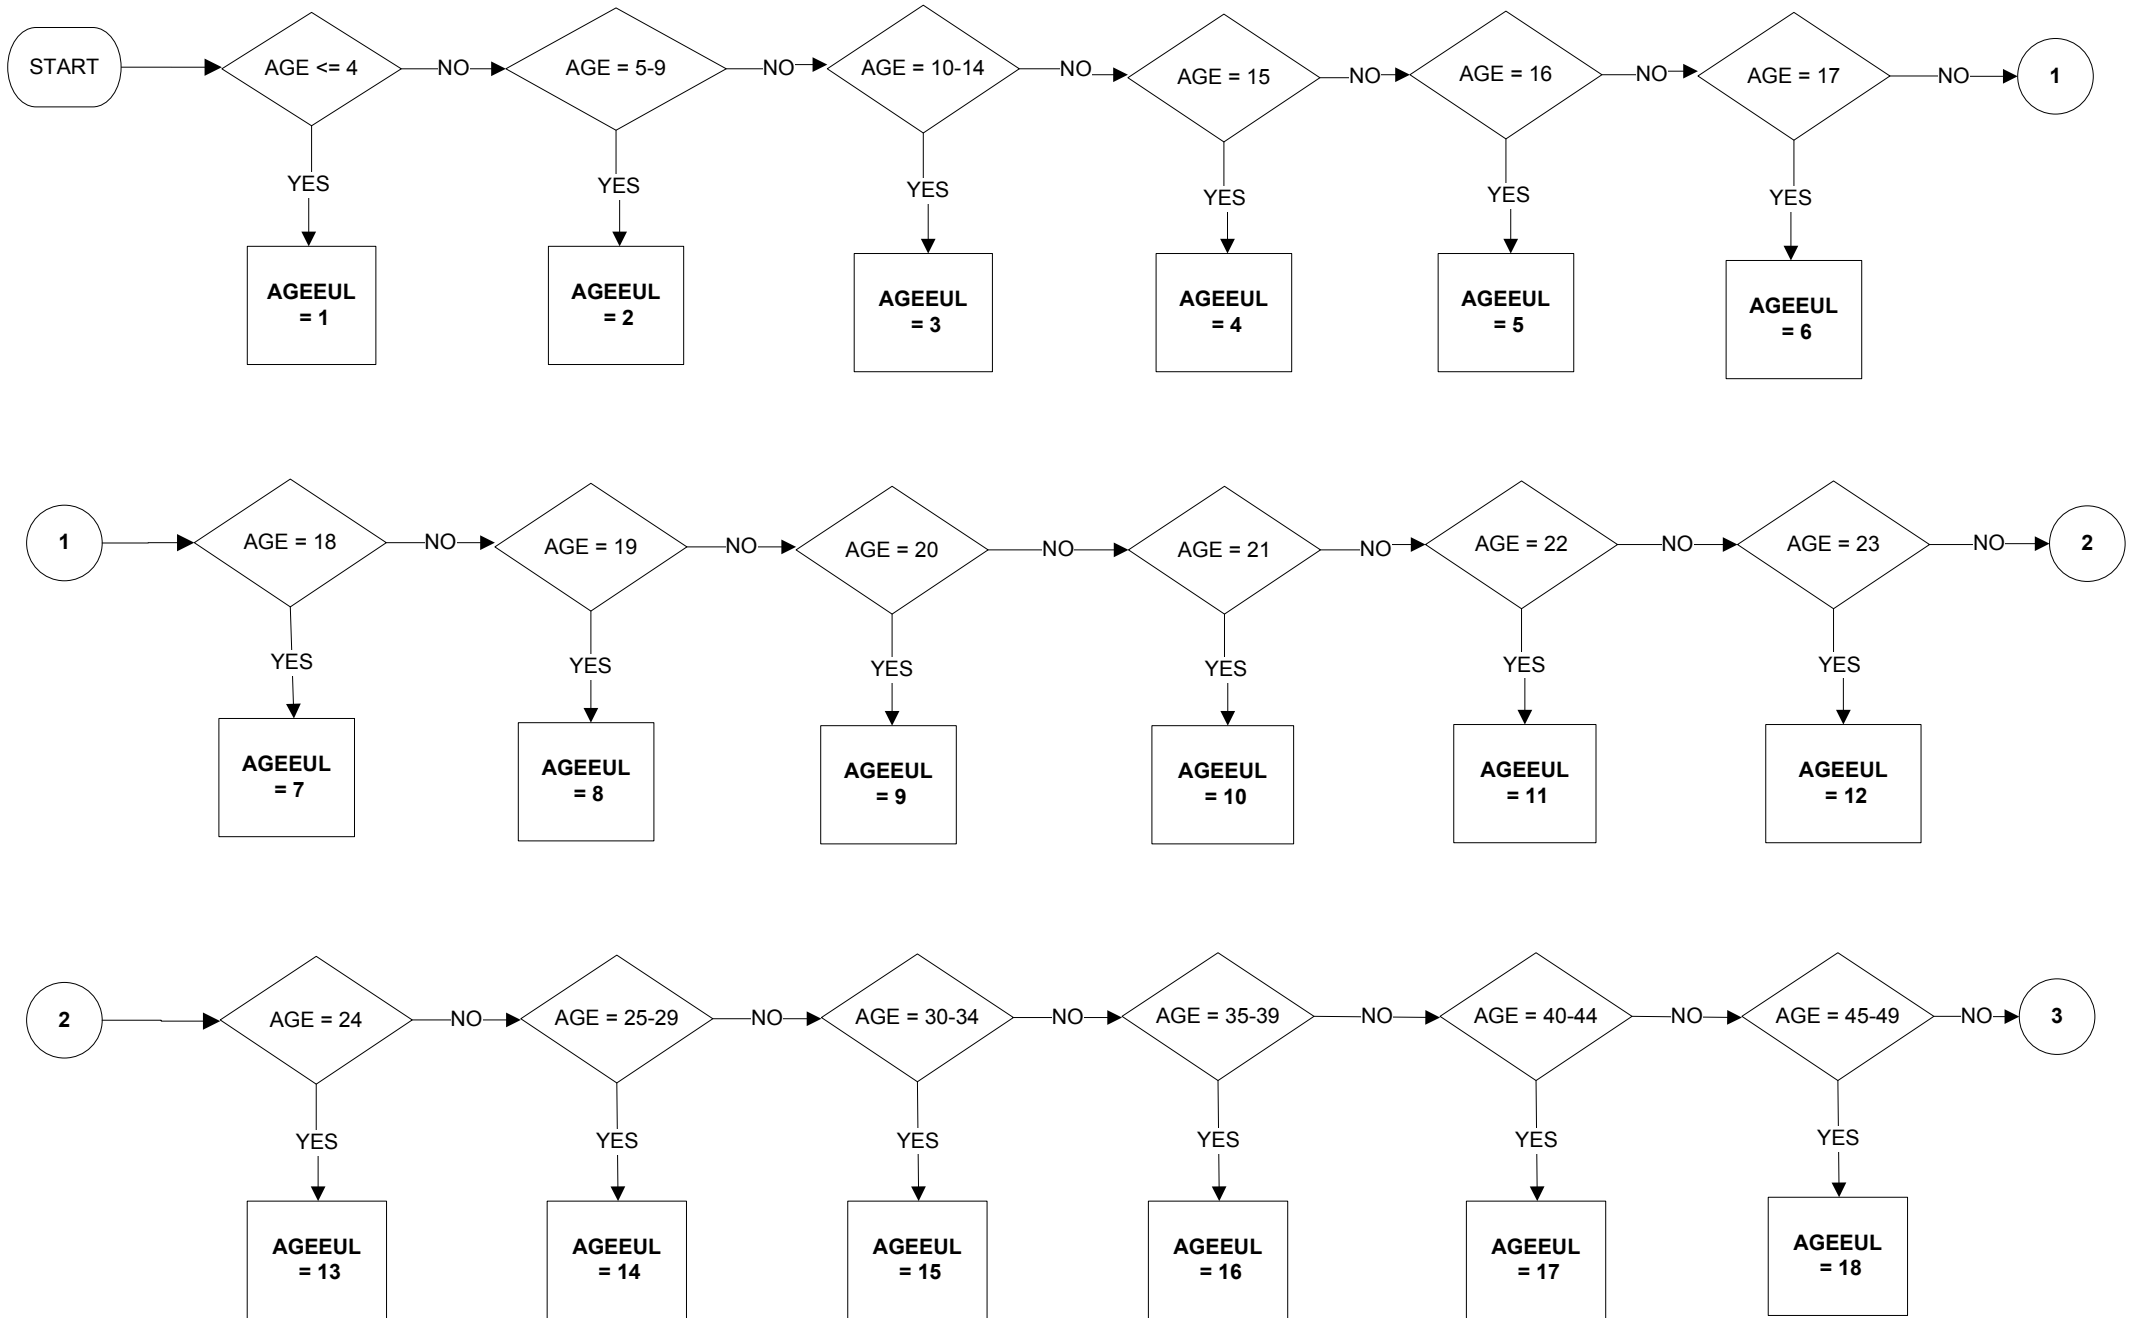 START
AGE <= 4
NO
AGE = 5-9
NO
AGE = 10-14
NO
AGE = 15
NO
AGE = 16
NO
AGE = 17
NO
1
YES
YES
YES
YES
YES
YES
AGEEUL
= 1
AGEEUL
= 2
AGEEUL
= 3
AGEEUL
= 4
AGEEUL
= 5
AGEEUL
= 6
1
AGE = 18
NO
AGE = 19
NO
AGE = 20
NO
AGE = 21
NO
AGE = 22
NO
AGE = 23
NO
2
YES
YES
YES
YES
YES
YES
AGEEUL
= 7
AGEEUL
= 8
AGEEUL
= 9
AGEEUL
= 10
AGEEUL
= 11
AGEEUL
= 12
2
AGE = 24
NO
AGE = 25-29
NO
AGE = 30-34
NO
AGE = 35-39
NO
AGE = 40-44
NO
AGE = 45-49
NO
3
YES
YES
YES
YES
YES
YES
AGEEUL
= 13
AGEEUL
= 14
AGEEUL
= 15
AGEEUL
= 16
AGEEUL
= 17
AGEEUL
= 18